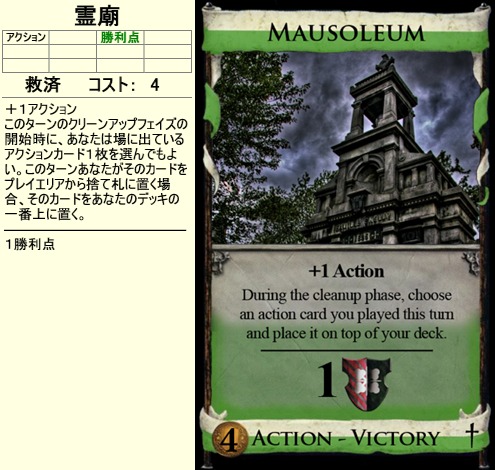 霊廟
アクション 勝利点
救済 コスト: 4
＋１アクション
このターンのクリーンアップフェイズの
開始時に、あなたは場に出ている
アクションカード１枚を選んでもよ
い。このターンあなたがそのカードを
プレイエリアから捨て札に置く場
合、そのカードをあなたのデッキの
一番上に置く。
１勝利点
MAUSOLEUM
+1 Action
During the cleanup phase, choose
an action card you played this turn
and place it on top of your deck.
1
4 ACTION - VICTORY †